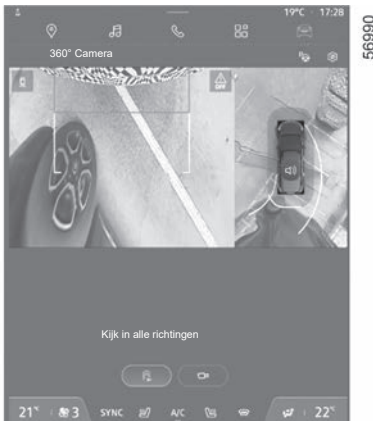 19°C 17:28
360° Camera
OFF
Kijk in alle richtingen
21° 3 SYNC A/C 22°
56990